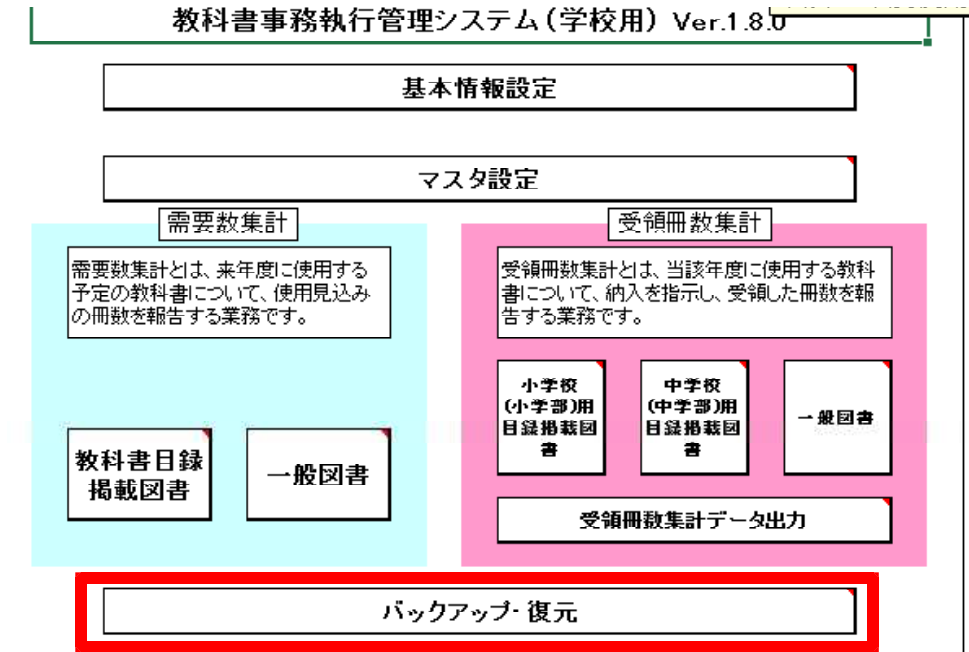 教科書事務執行管理システム(学校用) Ver.1.8.0
基本情報設定
マスタ設定
需要数集計
需要数集計とは、来年度に使用する
予定の教科書について、使用見込み
の冊数を報告する業務です。
教科書目録
掲載図書
一般図書
受領冊数集計
受領冊数集計とは、当該年度に使用する教科
書について、納入を指示し、受領した冊数を報
告する業務です。
小学校
(小学部)用
目録掲載図
書
中学校
(中学部)用
目録掲載図
書
一般図書
受領冊数集計データ出力
バックアップ・復元